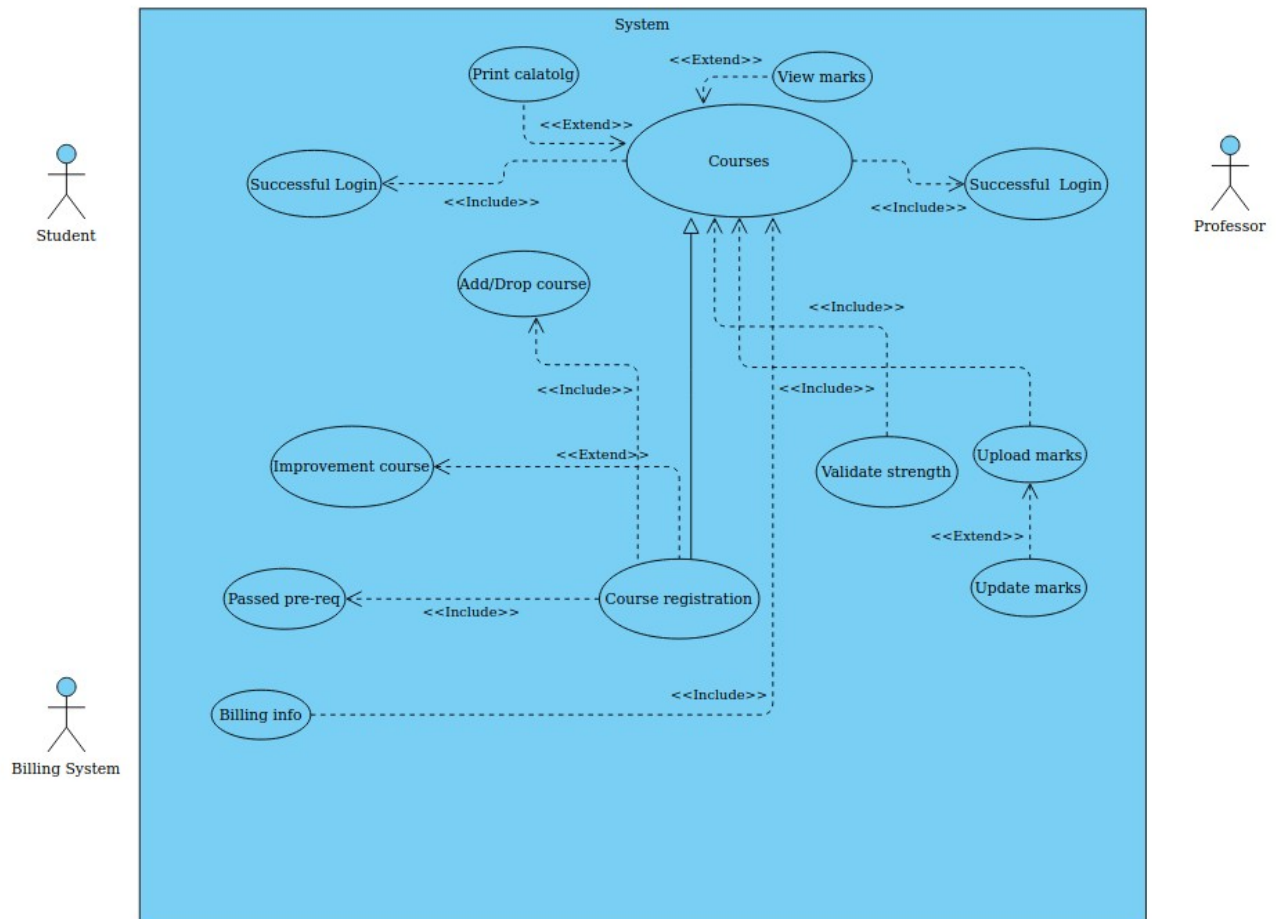 System
Print calatolg
<<Extend>>
View marks
<<Extend>>
Courses
Successful Login
<<Include>>
Successful  Login
<<Include>>
Student
Professor
Add/Drop course
<<Include>>
<<Include>>
<<Include>>
Improvement course
<<Extend>>
Validate strength
Upload marks
<<Extend>>
Update marks
Passed pre-req
<<Include>>
Course registration
Billing info
<<Include>>
Billing System